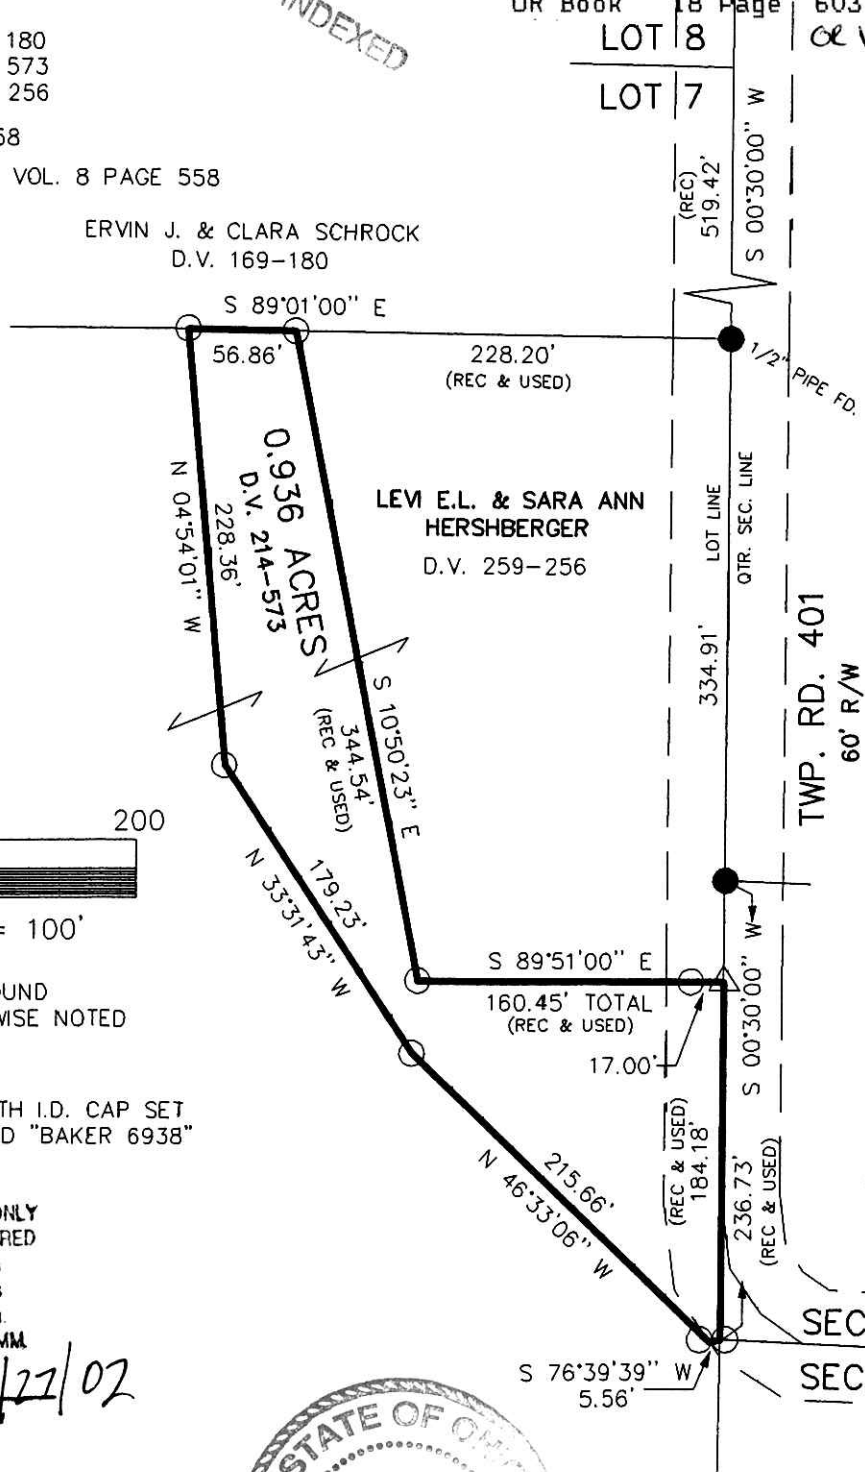 INDEXED
OR Book 18 Page 603
180
573
256
VOL. 8 PAGE 558
LOT 8
LOT 7
(REC)
519.42'
S 00°30'00" W
ERVIN J. & CLARA SCHROCK
D.V. 169-180
S 89°01'00" E
56.86'
228.20'
(REC & USED)
1/2" PIPE FD.
0.936 ACRES
D.V. 214-573
N 04°54'01" W
228.36'
LEVI E.L. & SARA ANN
HERSHBERGER
D.V. 259-256
LOT LINE
QTR. SEC. LINE
334.91'
TWP. RD. 401
60' R/W
S 10°50'23" E
344.54'
(REC & USED)
200
= 100'
N 33°31'43" W
179.23'
S 89°51'00" E
160.45' TOTAL
(REC & USED)
17.00'
S 00°30'00" W
UND
WISE NOTED
TH I.D. CAP SET
D "BAKER 6938"
N 46°33'06" W
215.66'
(REC & USED)
184.18'
236.73'
(REC & USED)
ONLY
RED
SEC
SEC
S 76°39'39" W
5.56'
/22/02
STATE OF OHIO